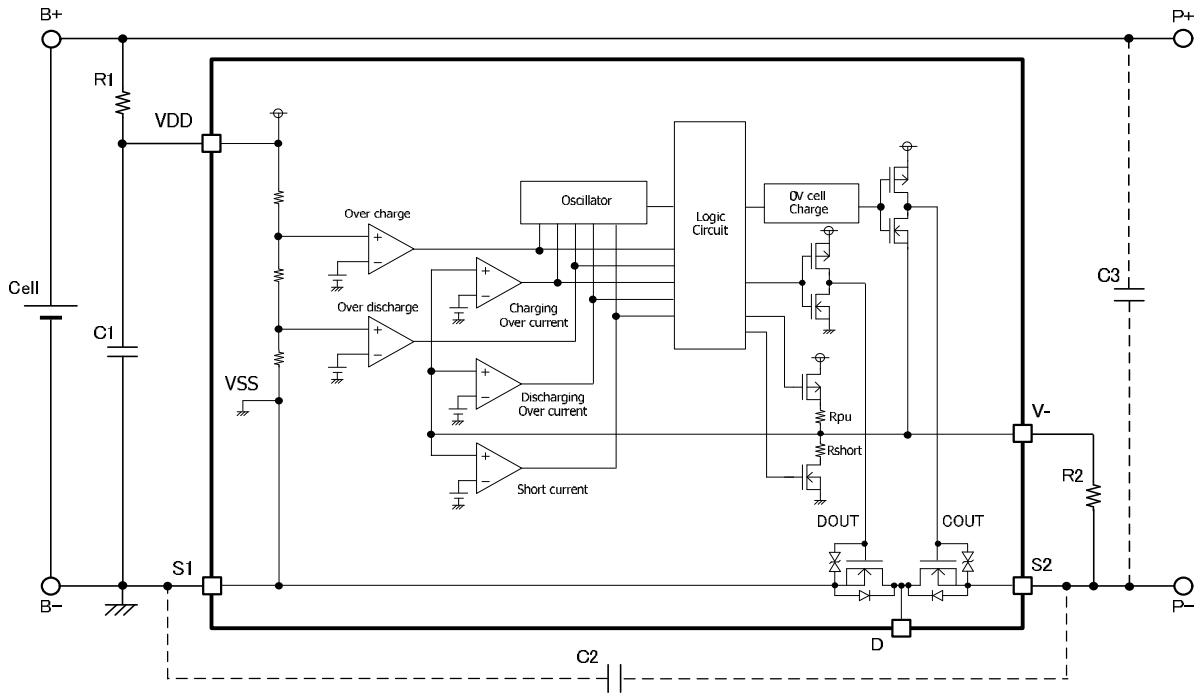 B+
P+
R1
VDD
Oscillator
Logic
Circuit
0V cell
Charge
Over charge
Charging
Over current
Over discharge
Cell
C1
C3
VSS
Discharging
Over current
Rpu
V-
Rshort
Short current
R2
DOUT
COUT
S1
S2
B-
P-
D
C2
+
-
+
-
+
-
+
-
+
-